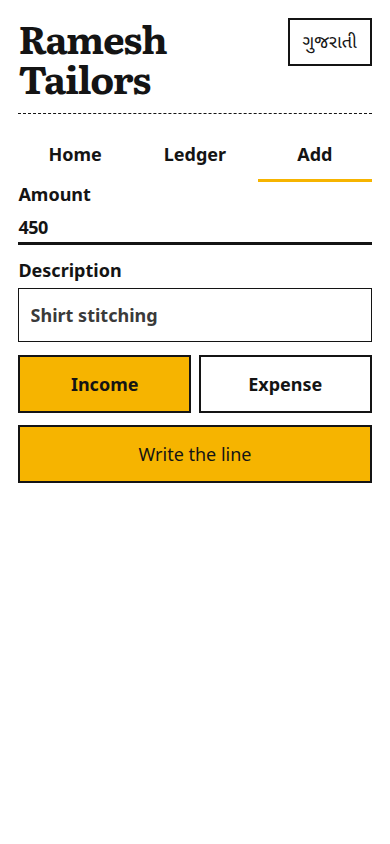 Ramesh
Tailors
ગુજરાતી
Home
Ledger
Add
Amount
450
Description
Shirt stitching
Income
Expense
Write the line